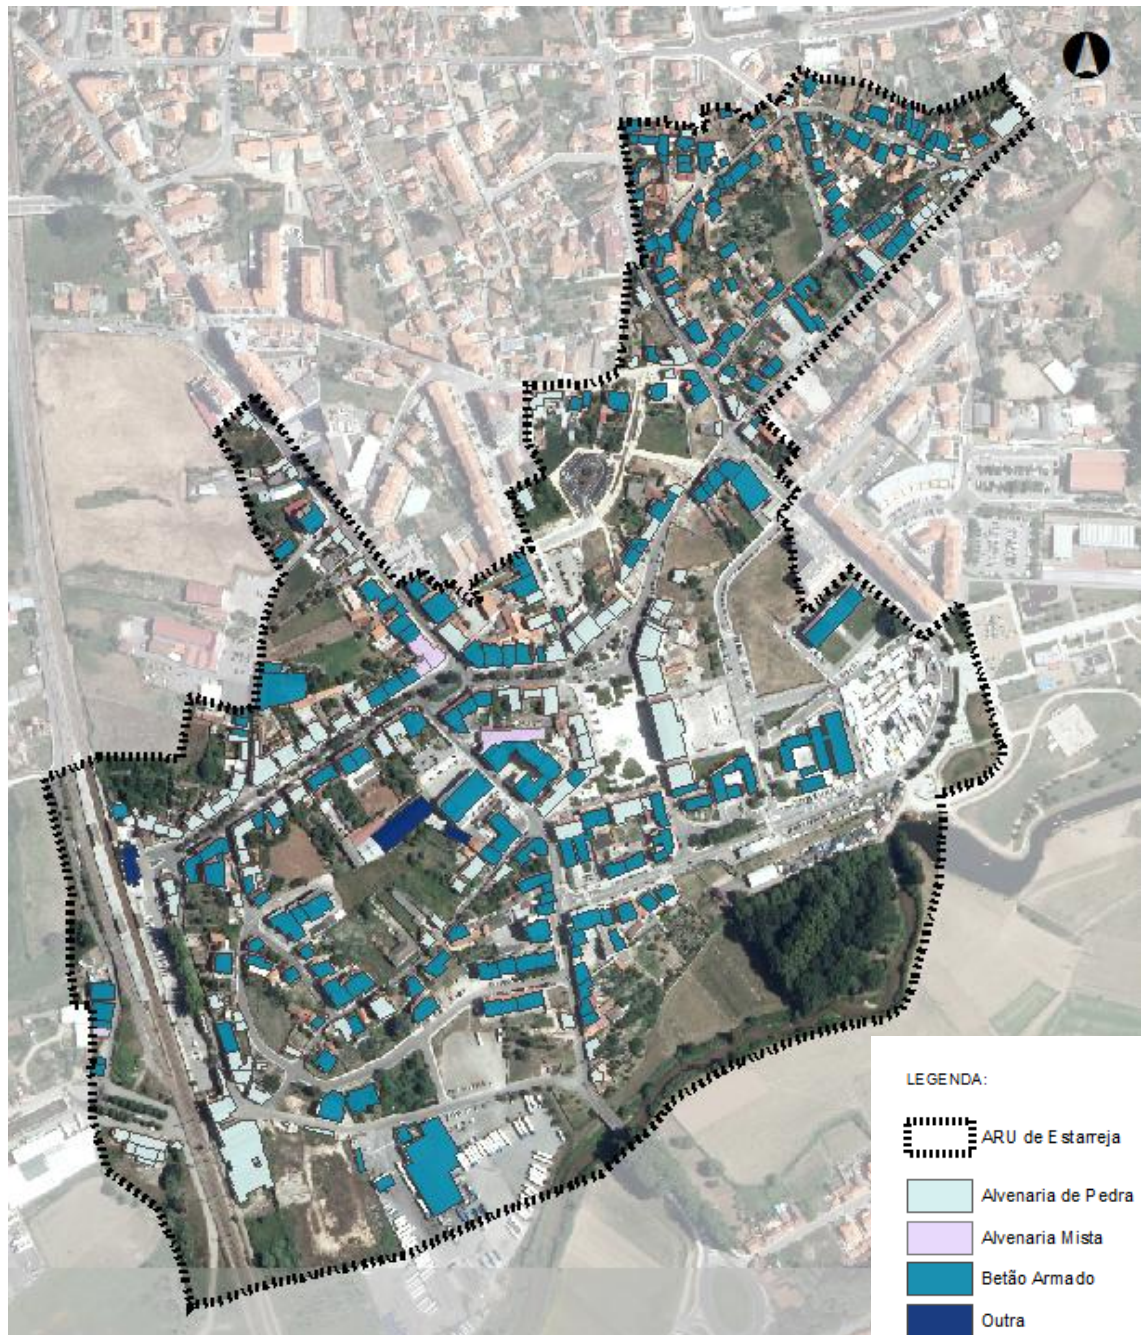 LEGENDA:
ARU de Estarreja
Alvenaria de Pedra
Alvenaria Mista
Betão Armado
Outra